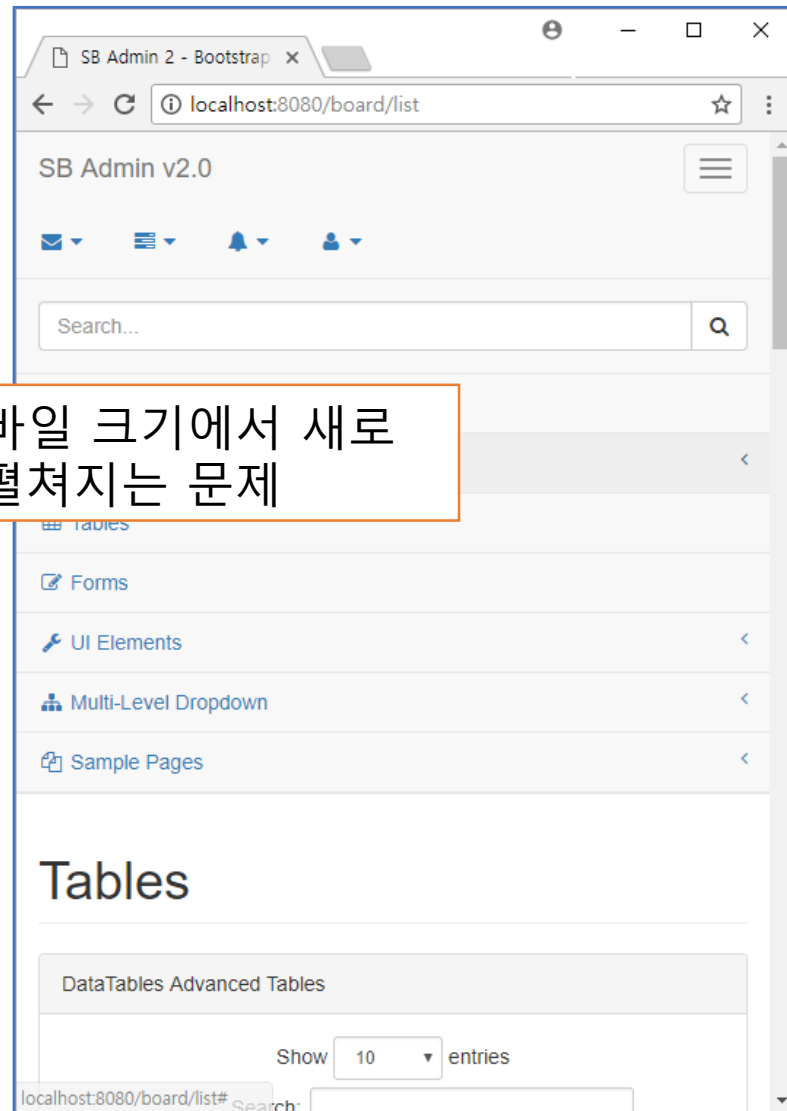 SB Admin 2 - Bootstrap
localhost:8080/board/list
SB Admin v2.0
Search...
바일 크기에서 새로
펼쳐지는 문제
Tables
Forms
UI Elements
Multi-Level Dropdown
Sample Pages
Tables
DataTables Advanced Tables
Show 10 entries
Search:
localhost:8080/board/list#